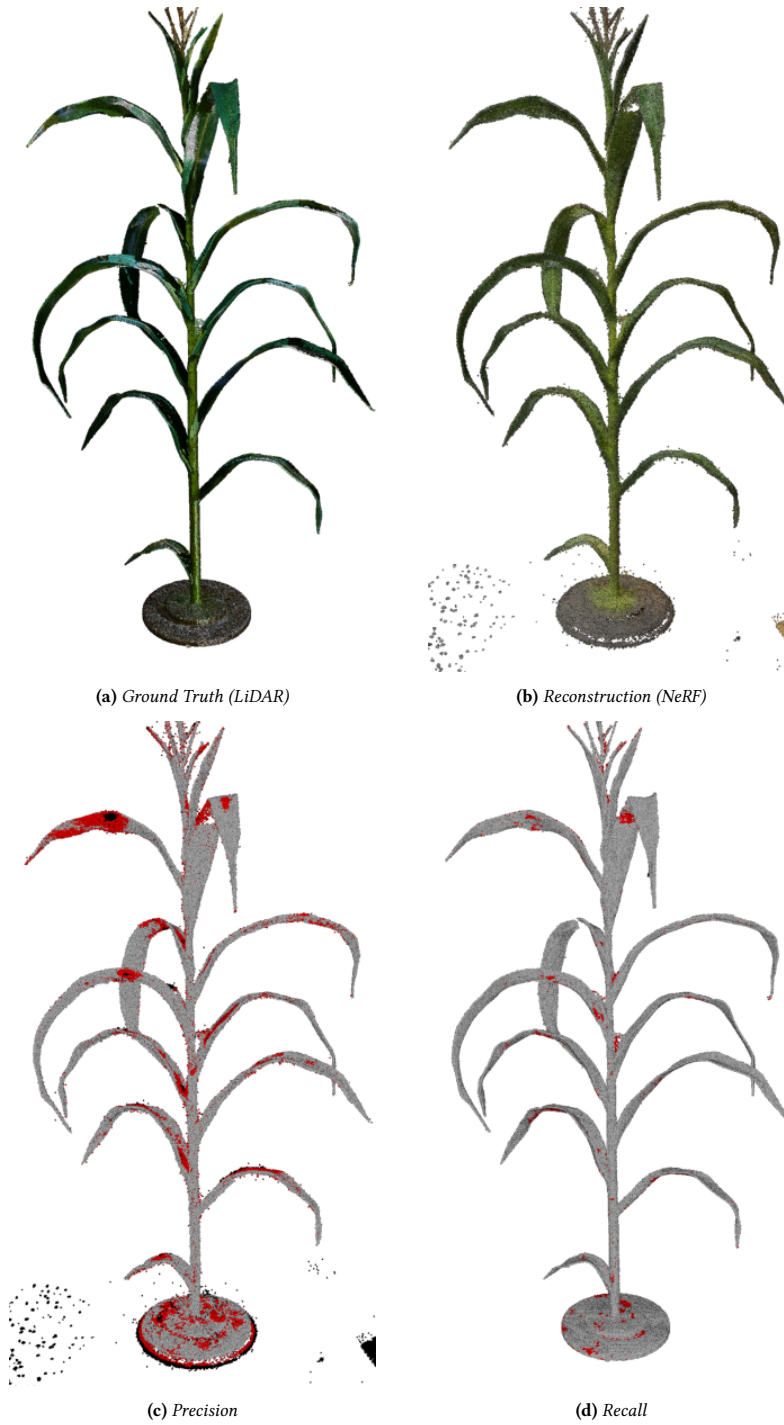 (a) Ground Truth (LiDAR)
(b) Reconstruction (NeRF)
(c) Precision
(d) Recall